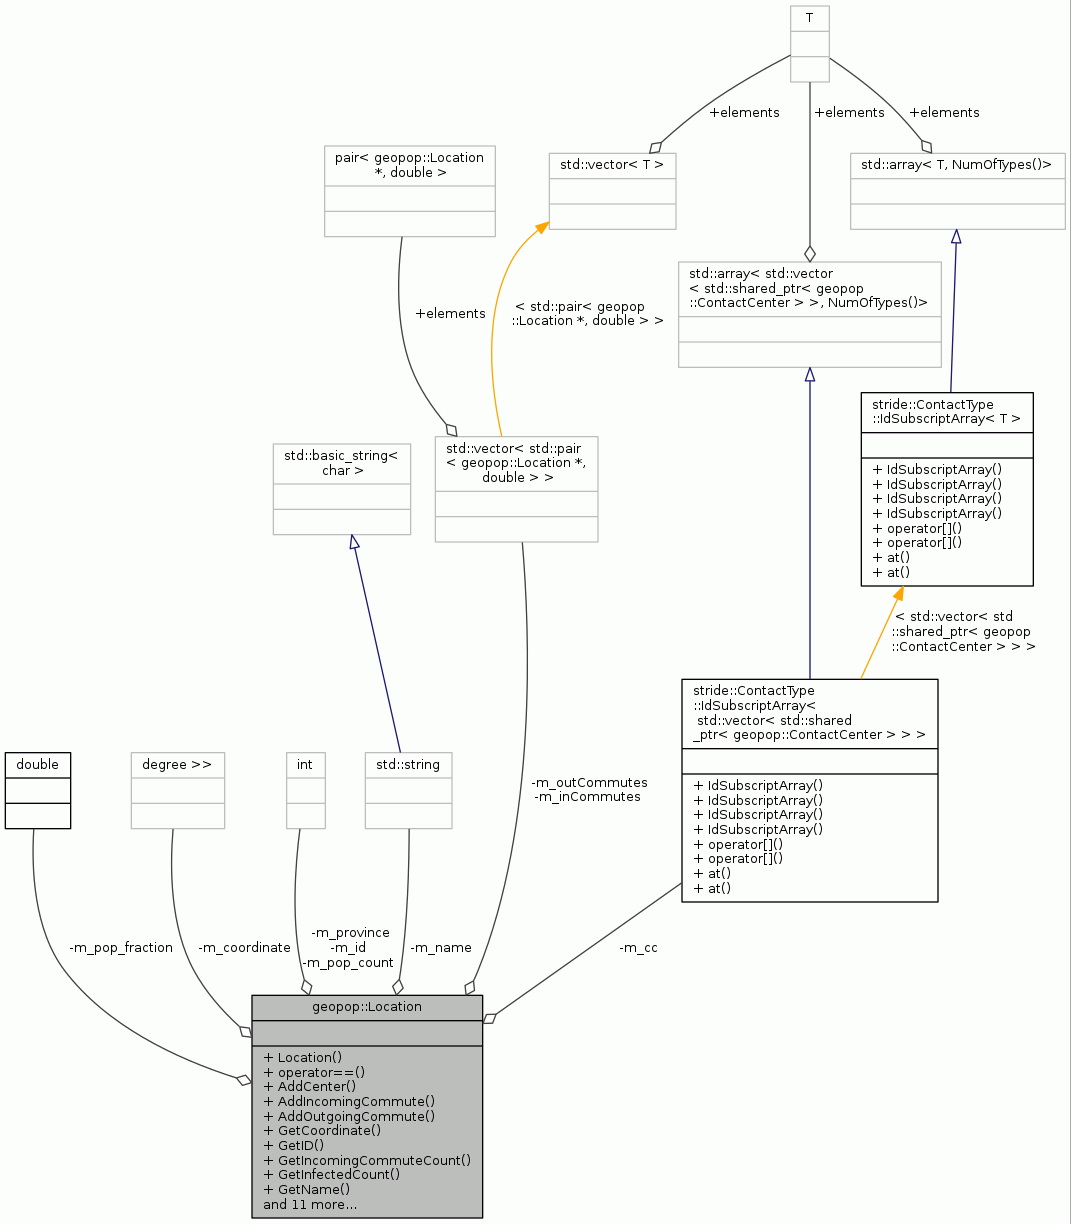 T
+elements
+elements
+elements
pair< geopop::Location
*, double >
std::vector< T >
std::array< T, NumOfTypes()>
std::array< std::vector
< std::shared_ptr< geopop
::ContactCenter > >, NumOfTypes()>
+elements
< std::pair< geopop
::Location *, double > >
stride::ContactType
::IdSubscriptArray< T >
+ IdSubscriptArray()
+ IdSubscriptArray()
+ IdSubscriptArray()
+ IdSubscriptArray()
+ operator[]()
+ operator[]()
+ at()
+ at()
std::basic_string<
char >
std::vector< std::pair
< geopop::Location *,
double > >
< std::vector< std
::shared_ptr< geopop
::ContactCenter > > >
stride::ContactType
::IdSubscriptArray<
std::vector< std::shared
_ptr< geopop::ContactCenter > > >
+ IdSubscriptArray()
+ IdSubscriptArray()
+ IdSubscriptArray()
+ IdSubscriptArray()
+ operator[]()
+ operator[]()
+ at()
+ at()
double
degree >>
int
std::string
-m_outCommutes
-m_inCommutes
-m_pop_fraction
-m_coordinate
-m_province
-m_id
-m_pop_count
-m_name
-m_cc
geopop::Location
+ Location()
+ operator==()
+ AddCenter()
+ AddIncomingCommute()
+ AddOutgoingCommute()
+ GetCoordinate()
+ GetID()
+ GetIncomingCommuteCount()
+ GetInfectedCount()
+ GetName()
and 11 more...